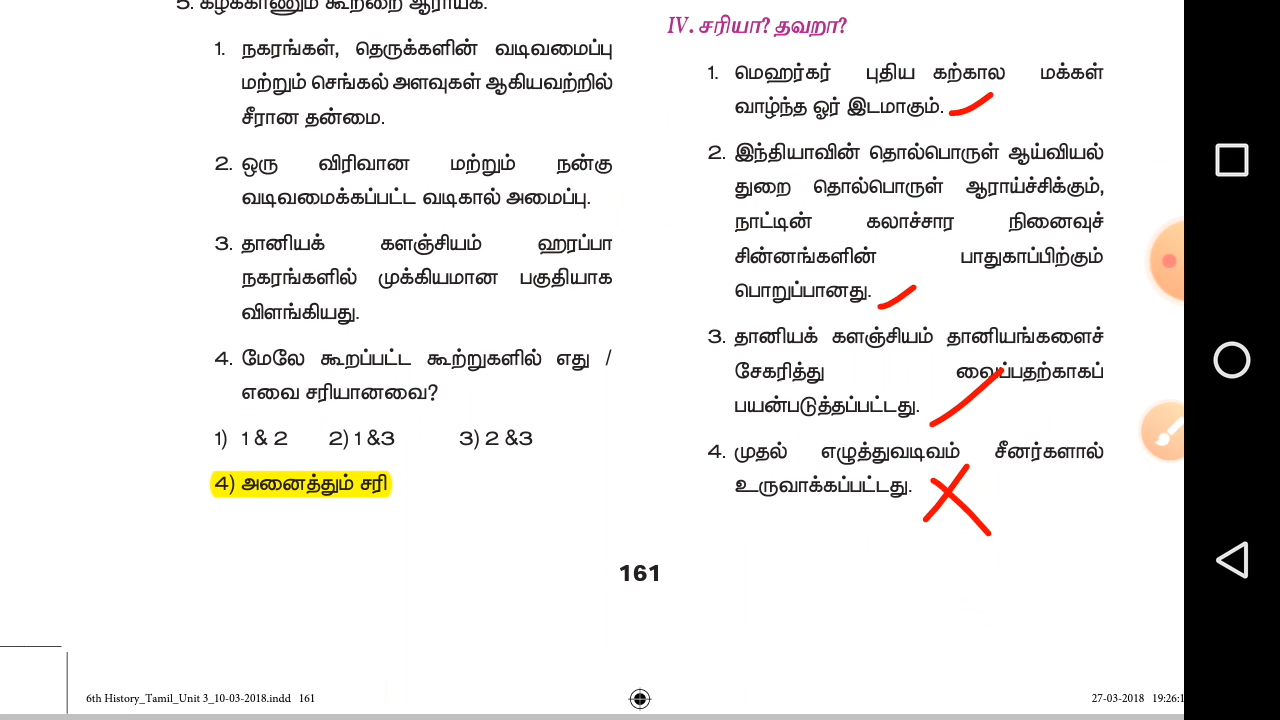 5. கீழ்க்காணும் கூற்றை ஆராய்க.
1. நகரங்கள், தெருக்களின் வடிவமைப்பு
மற்றும் செங்கல் அளவுகள் ஆகியவற்றில்
சீரான தன்மை.
2. ஒரு விரிவான மற்றும் நன்கு
வடிவமைக்கப்பட்ட வடிகால் அமைப்பு.
3. தானியக் களஞ்சியம் ஹரப்பா
நகரங்களில் முக்கியமான பகுதியாக
விளங்கியது.
4. மேலே கூறப்பட்ட கூற்றுகளில் எது /
எவை சரியானவை?
1) 1 & 2 2) 1 &3 3) 2 &3
4) அனைத்தும் சரி
IV. சரியா? தவறா?
1. மெஹர்கர் புதிய கற்கால மக்கள்
வாழ்ந்த ஓர் இடமாகும்.
2. இந்தியாவின் தொல்பொருள் ஆய்வியல்
துறை தொல்பொருள் ஆராய்ச்சிக்கும்,
நாட்டின் கலாச்சார நினைவுச்
சின்னங்களின் பாதுகாப்பிற்கும்
பொறுப்பானது.
3. தானியக் களஞ்சியம் தானியங்களைச்
சேகரித்து வைப்பதற்காகப்
பயன்படுத்தப்பட்டது.
4. முதல் எழுத்துவடிவம் சீனர்களால்
உருவாக்கப்பட்டது.
161
6th History_Tamil_Unit 3_10-03-2018.indd 161
27-03-2018 19:26:1